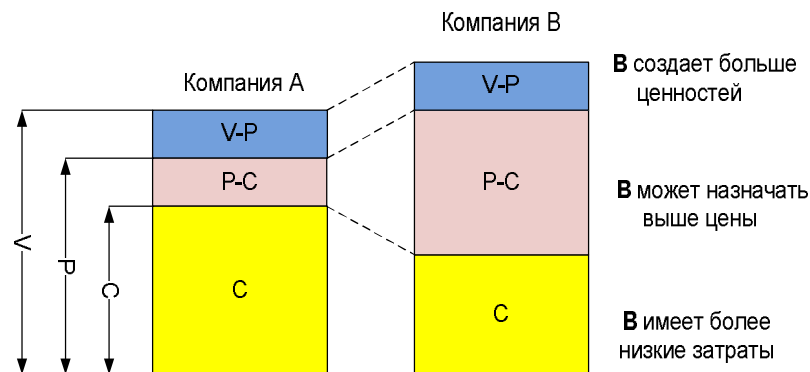 Компания B
Компания A
V-P
P-C
C
V
P
C
V-P
P-C
C
B создает больше
ценностей
B может назначать
выше цены
B имеет более
низкие затраты